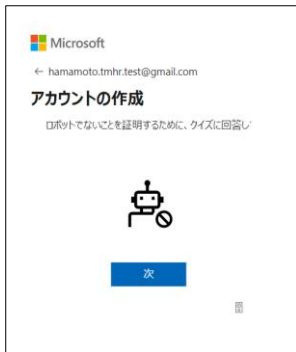 Microsoft
← hamamoto.tmhr.test@gmail.com
アカウントの作成
ロボットでないことを証明するために、クイズに回答し
次